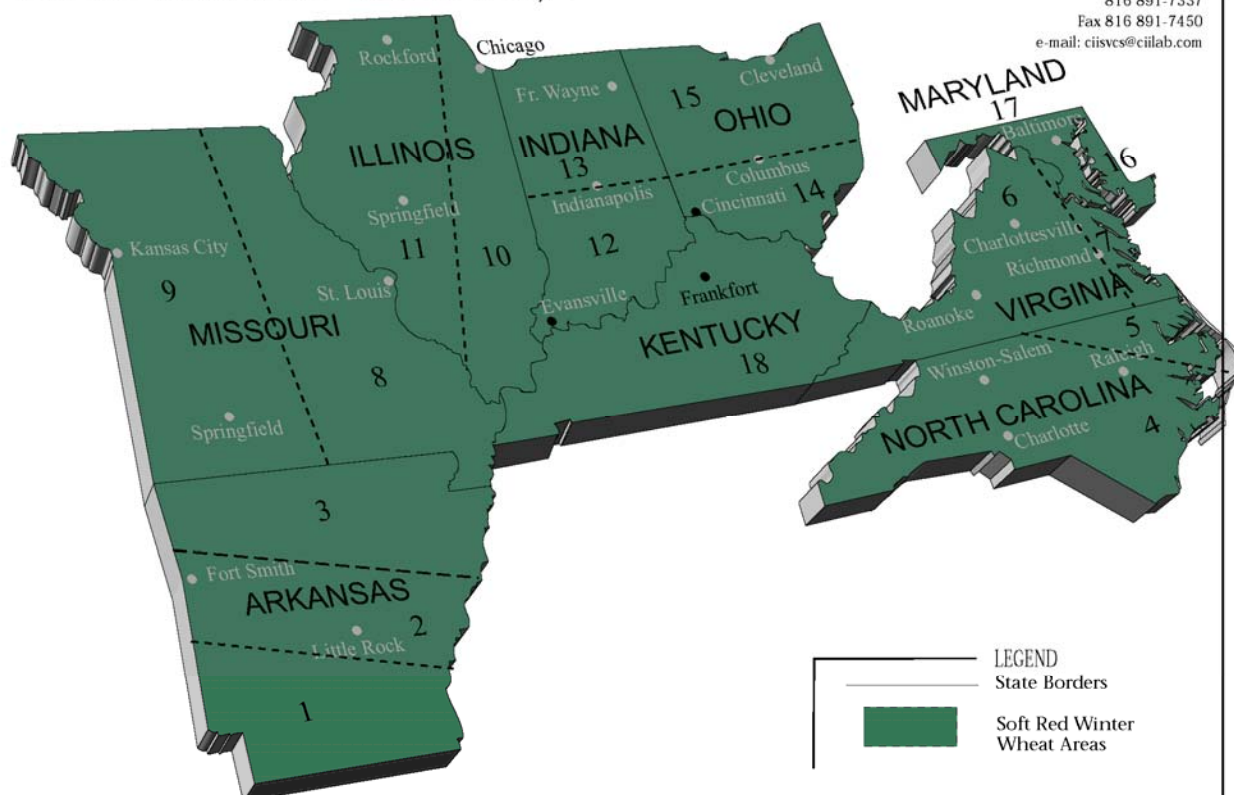 816 891-7337
Fax 816 891-7450
e-mail: ciisvcs@ciilab.com
Rockford
Chicago
Fr. Wayne
Cleveland
15
OHIO
MARYLAND
17
Baltimore
16
ILLINOIS
INDIANA
13
Columbus
14
Springfield
Indianapolis
Cincinnati
6
Charlottesville
7
Richmond
Kansas City
9
11
10
12
St. Louis
Evansville
Frankfort
Roanoke
VIRGINIA
MISSOURI
KENTUCKY
18
8
5
Winston-Salem
Raleigh
Springfield
NORTH CAROLINA
4
Charlotte
3
Fort Smith
ARKANSAS
2
Little Rock
1
LEGEND
State Borders
Soft Red Winter
Wheat Areas